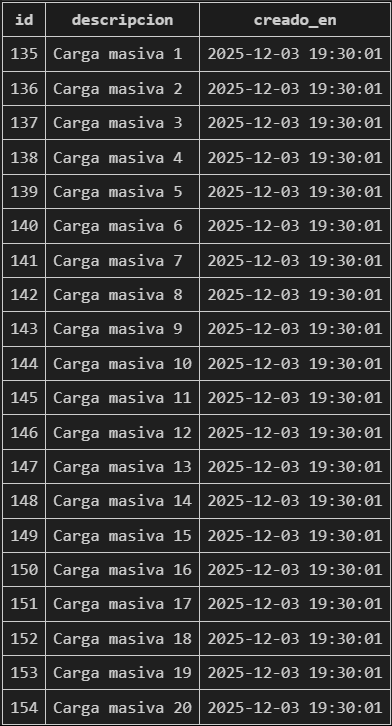 id descripcion creado_en
135 Carga masiva 1 2025-12-03 19:30:01
136 Carga masiva 2 2025-12-03 19:30:01
137 Carga masiva 3 2025-12-03 19:30:01
138 Carga masiva 4 2025-12-03 19:30:01
139 Carga masiva 5 2025-12-03 19:30:01
140 Carga masiva 6 2025-12-03 19:30:01
141 Carga masiva 7 2025-12-03 19:30:01
142 Carga masiva 8 2025-12-03 19:30:01
143 Carga masiva 9 2025-12-03 19:30:01
144 Carga masiva 10 2025-12-03 19:30:01
145 Carga masiva 11 2025-12-03 19:30:01
146 Carga masiva 12 2025-12-03 19:30:01
147 Carga masiva 13 2025-12-03 19:30:01
148 Carga masiva 14 2025-12-03 19:30:01
149 Carga masiva 15 2025-12-03 19:30:01
150 Carga masiva 16 2025-12-03 19:30:01
151 Carga masiva 17 2025-12-03 19:30:01
152 Carga masiva 18 2025-12-03 19:30:01
153 Carga masiva 19 2025-12-03 19:30:01
154 Carga masiva 20 2025-12-03 19:30:01